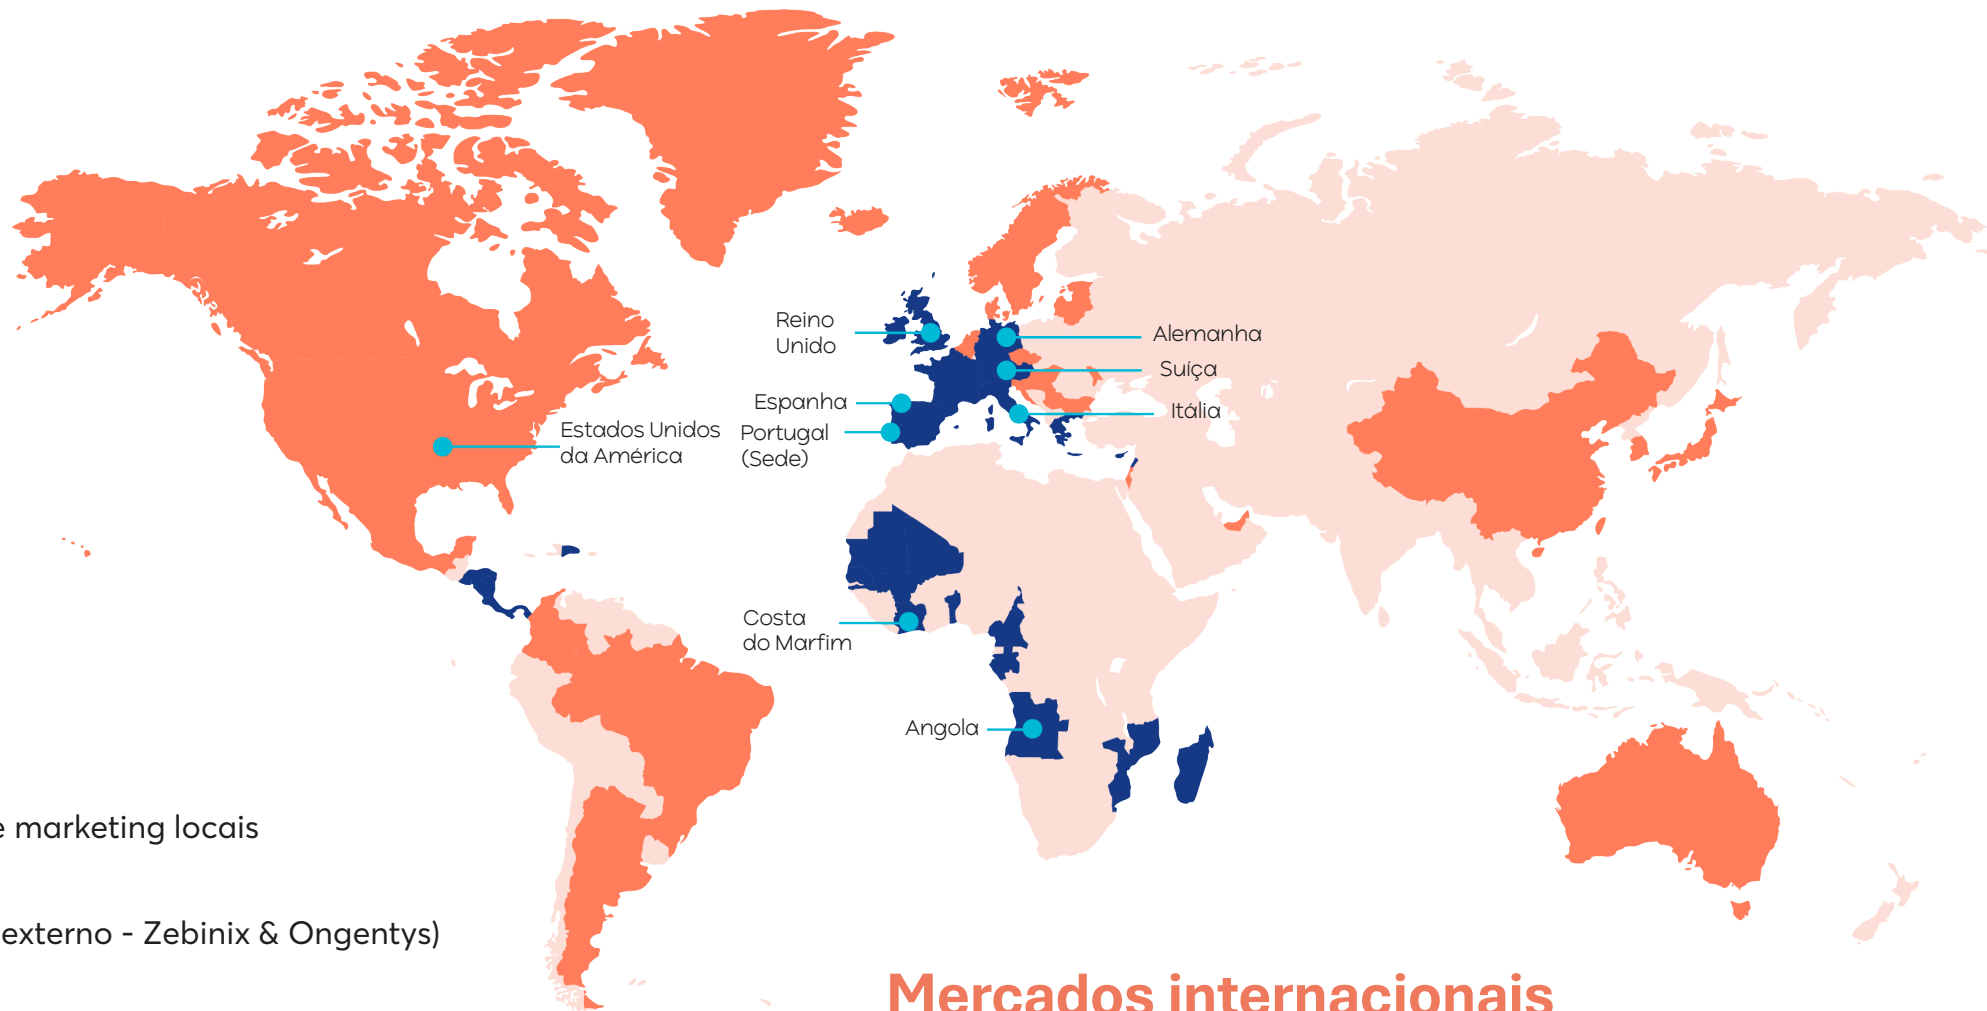 Reino
Unido
Alemanha
Suíça
Espanha
Itália
Estados Unidos
da América
Portugal
(Sede)
Costa
do Marfim
Angola
e marketing locais
externo - Zebinix & Ongentys)
Mercados internacionais